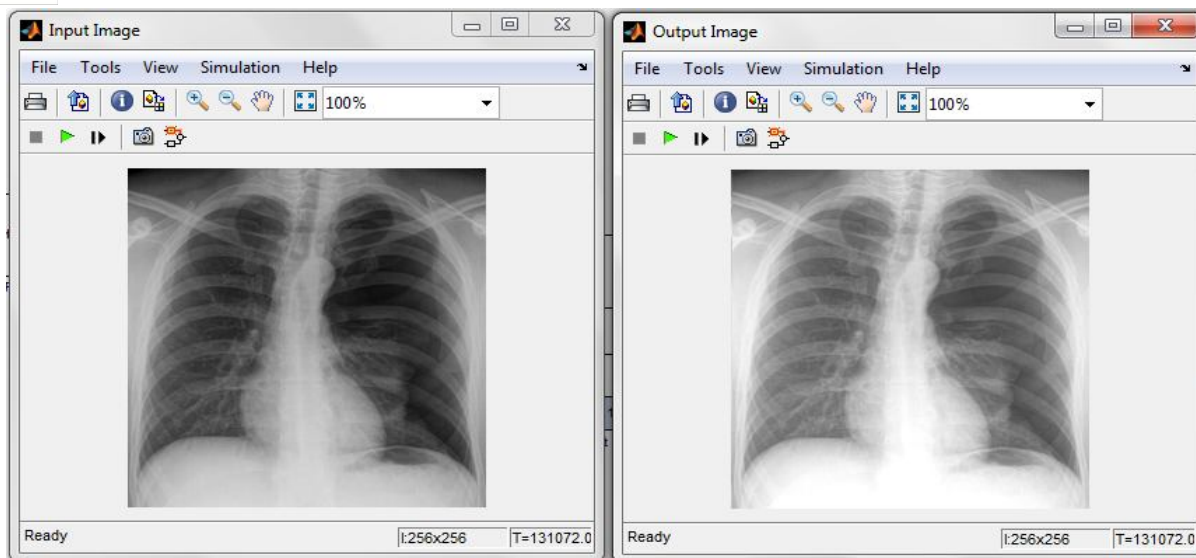 Input Image
File Tools View Simulation Help
100%
Ready I:256x256 T=131072.0
Output Image
File Tools View Simulation Help
100%
Ready I:256x256 T=131072.0